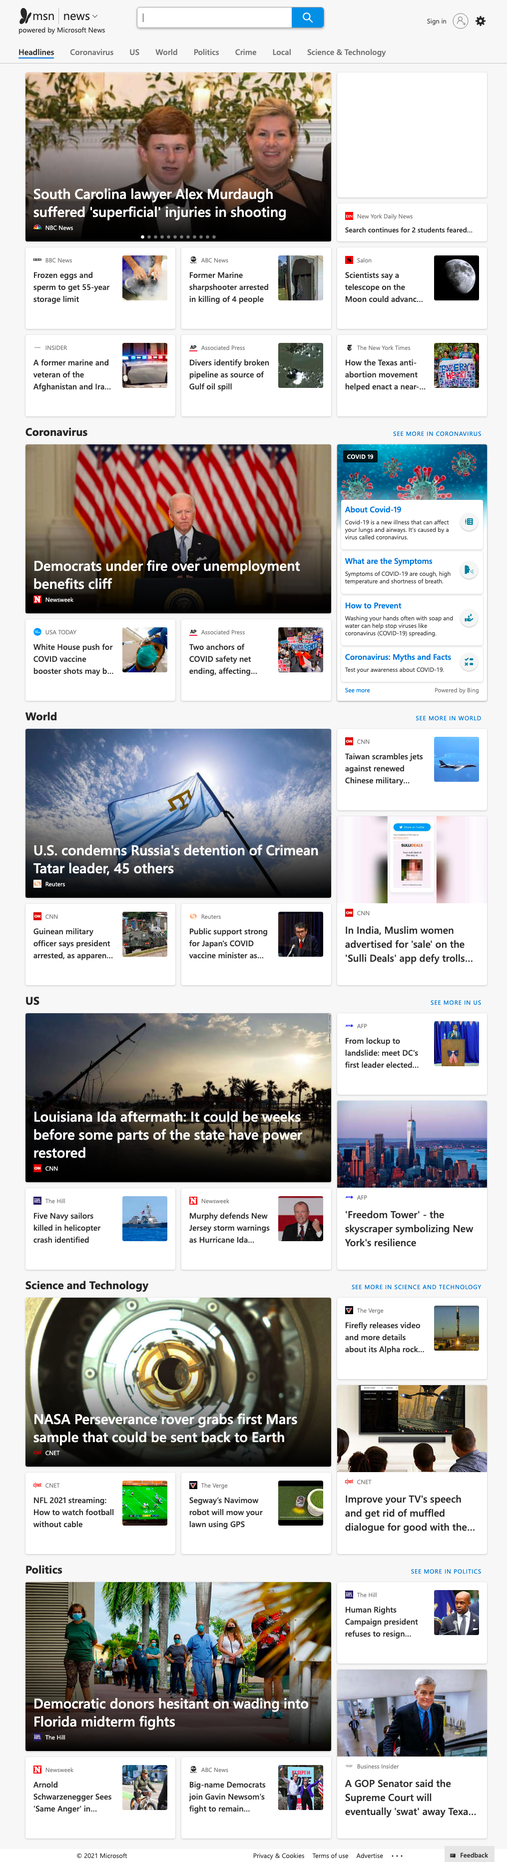 msn news
powered by Microsoft News
Sign in
Headlines Coronavirus US World Politics Crime Local Science & Technology
South Carolina lawyer Alex Murdaugh
suffered 'superficial' injuries in shooting
NBC News
New York Daily News
Search continues for 2 students feared...
BBC News
Frozen eggs and
sperm to get 55-year
storage limit
ABC News
Former Marine
sharpshooter arrested
in killing of 4 people
Salon
Scientists say a
telescope on the
Moon could advanc...
INSIDER
A former marine and
veteran of the
Afghanistan and Ira...
AP Associated Press
Divers identify broken
pipeline as source of
Gulf oil spill
The New York Times
How the Texas anti-
abortion movement
helped enact a near-...
Coronavirus
SEE MORE IN CORONAVIRUS
Democrats under fire over unemployment
benefits cliff
Newsweek
COVID 19
About Covid-19
Covid-19 is a new illness that can affect
your lungs and airways. It's caused by a
virus called coronavirus.
What are the Symptoms
Symptoms of COVID-19 are cough, high
temperature and shortness of breath.
How to Prevent
Washing your hands often with soap and
water can help stop viruses like
coronavirus (COVID-19) spreading.
Coronavirus: Myths and Facts
Test your awareness about COVID-19.
See more
Powered by Bing
USA TODAY
White House push for
COVID vaccine
booster shots may b...
AP Associated Press
Two anchors of
COVID safety net
ending, affecting...
World
SEE MORE IN WORLD
U.S. condemns Russia's detention of Crimean
Tatar leader, 45 others
Reuters
CNN
Taiwan scrambles jets
against renewed
Chinese military...
CNN
In India, Muslim women
advertised for 'sale' on the
'Sulli Deals' app defy trolls...
CNN
Guinean military
officer says president
arrested, as apparen...
Reuters
Public support strong
for Japan's COVID
vaccine minister as...
US
SEE MORE IN US
Louisiana Ida aftermath: It could be weeks
before some parts of the state have power
restored
CNN
AFP
From lockup to
landslide: meet DC's
first leader elected...
AFP
'Freedom Tower' - the
skyscraper symbolizing New
York's resilience
The Hill
Five Navy sailors
killed in helicopter
crash identified
Newsweek
Murphy defends New
Jersey storm warnings
as Hurricane Ida...
Science and Technology
SEE MORE IN SCIENCE AND TECHNOLOGY
NASA Perseverance rover grabs first Mars
sample that could be sent back to Earth
CNET
The Verge
Firefly releases video
and more details
about its Alpha rock...
CNET
Improve your TV's speech
and get rid of muffled
dialogue for good with the...
CNET
NFL 2021 streaming:
How to watch football
without cable
The Verge
Segway's Navimow
robot will mow your
lawn using GPS
Politics
SEE MORE IN POLITICS
Democratic donors hesitant on wading into
Florida midterm fights
The Hill
The Hill
Human Rights
Campaign president
refuses to resign...
Business Insider
A GOP Senator said the
Supreme Court will
eventually 'swat' away Texa...
Newsweek
Arnold
Schwarzenegger Sees
'Same Anger' in...
ABC News
Big-name Democrats
join Gavin Newsom's
fight to remain...
© 2021 Microsoft
Privacy & Cookies Terms of use Advertise ...
Feedback